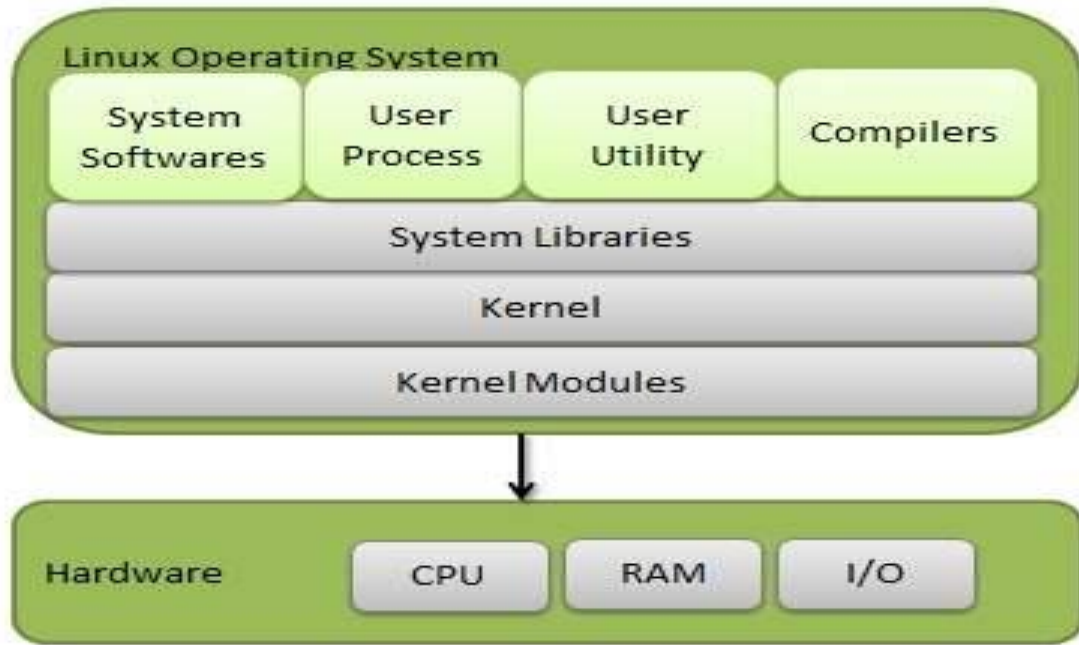 Linux Operating System
System
Softwares
User
Process
User
Utility
Compilers
System Libraries
Kernel
Kernel Modules
Hardware
CPU
RAM
I/O